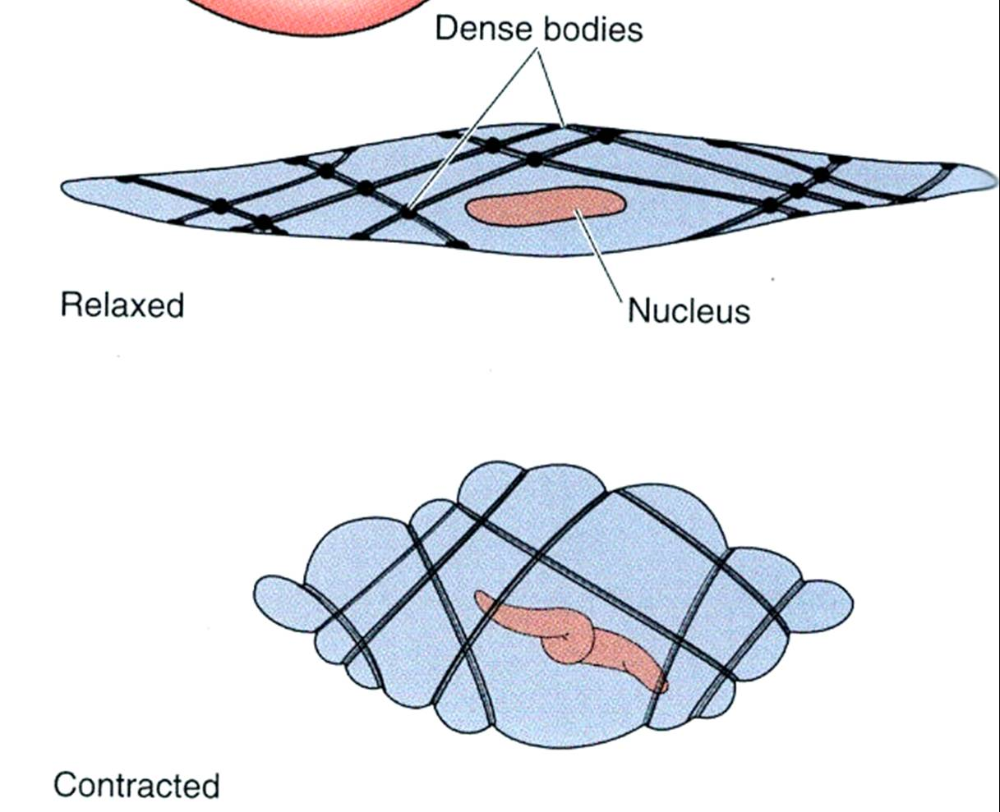 Dense bodies
Relaxed
Nucleus
Contracted